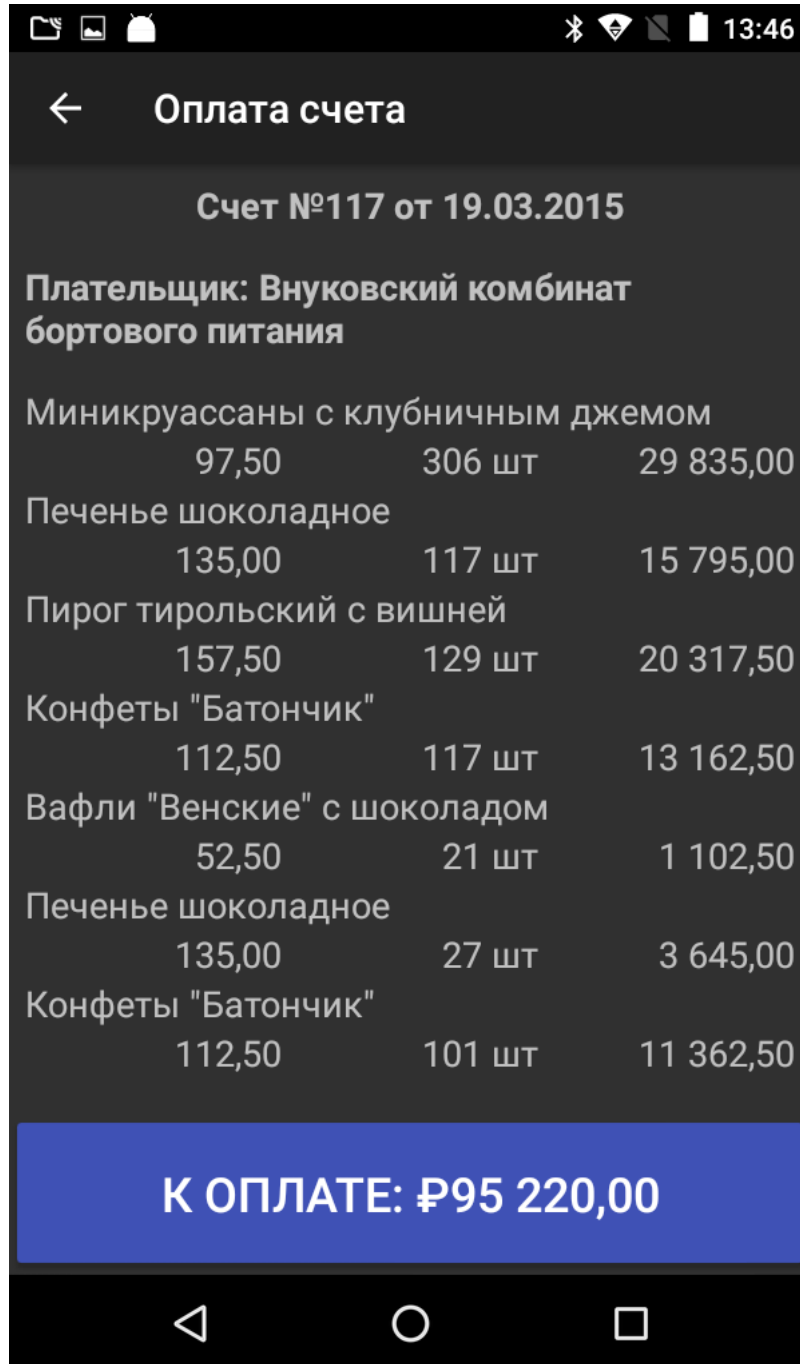 13:46
Оплата счета
Счет №117 от 19.03.2015
Плательщик: Внуковский комбинат
бортового питания
Миникруассаны с клубничным джемом
97,50 306 шт 29 835,00
Печенье шоколадное
135,00 117 шт 15 795,00
Пирог тирольский с вишней
157,50 129 шт 20 317,50
Конфеты "Батончик"
112,50 117 шт 13 162,50
Вафли "Венские" с шоколадом
52,50 21 шт 1 102,50
Печенье шоколадное
135,00 27 шт 3 645,00
Конфеты "Батончик"
112,50 101 шт 11 362,50
К ОПЛАТЕ: ₽95 220,00